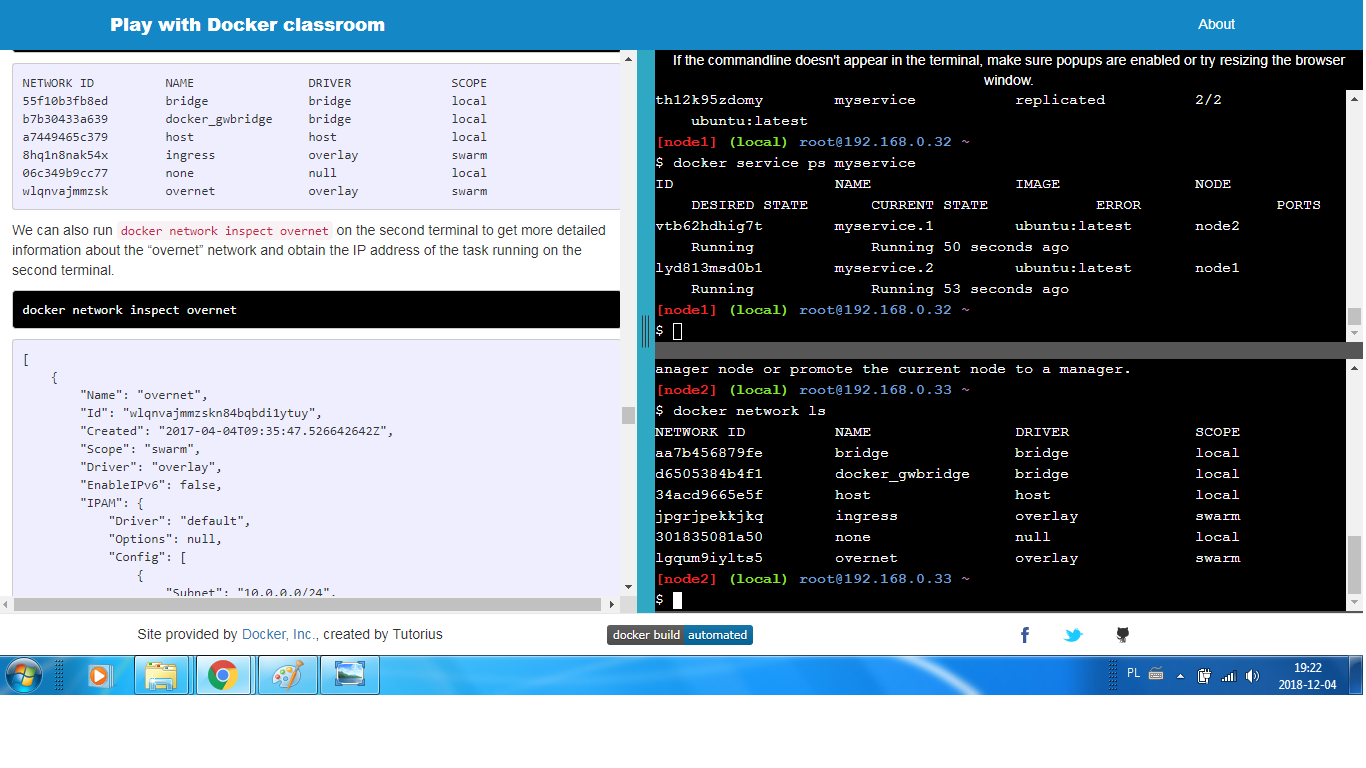 Play with Docker classroom
About
NETWORK ID NAME DRIVER SCOPE
55f10b3fb8ed bridge bridge local
b7b30433a639 docker_gwbridge bridge local
a7449465c379 host host local
8hq1n8nak54x ingress overlay swarm
06c349b9cc77 none null local
wlqnvajmmzsk overnet overlay swarm
We can also run docker network inspect overnet on the second terminal to get more detailed
information about the “overnet” network and obtain the IP address of the task running on the
second terminal.
docker network inspect overnet
[
{
"Name": "overnet",
"Id": "wlqnvajmmzskn84bqbdi1ytuy",
"Created": "2017-04-04T09:35:47.526642642Z",
"Scope": "swarm",
"Driver": "overlay",
"EnableIPv6": false,
"IPAM": {
"Driver": "default",
"Options": null,
"Config": [
{
"Subnet": "10.0.0.0/24",
If the commandline doesn't appear in the terminal, make sure popups are enabled or try resizing the browser
window.
th12k95zdomy myservice replicated 2/2
ubuntu:latest
[node1] (local) root@192.168.0.32 ~
$ docker service ps myservice
ID NAME IMAGE NODE
DESIRED STATE CURRENT STATE ERROR PORTS
vtb62hdhig7t myservice.1 ubuntu:latest node2
Running Running 50 seconds ago
lyd813msd0b1 myservice.2 ubuntu:latest node1
Running Running 53 seconds ago
[node1] (local) root@192.168.0.32 ~
$
anager node or promote the current node to a manager.
[node2] (local) root@192.168.0.33 ~
$ docker network ls
NETWORK ID NAME DRIVER SCOPE
aa7b456879fe bridge bridge local
d6505384b4f1 docker_gwbridge bridge local
34acd9665e5f host host local
jpgrjpekkjkq ingress overlay swarm
301835081a50 none null local
lgqum9iylts5 overnet overlay swarm
[node2] (local) root@192.168.0.33 ~
$
Site provided by Docker, Inc., created by Tutorius
docker build automated
PL
19:22
2018-12-04